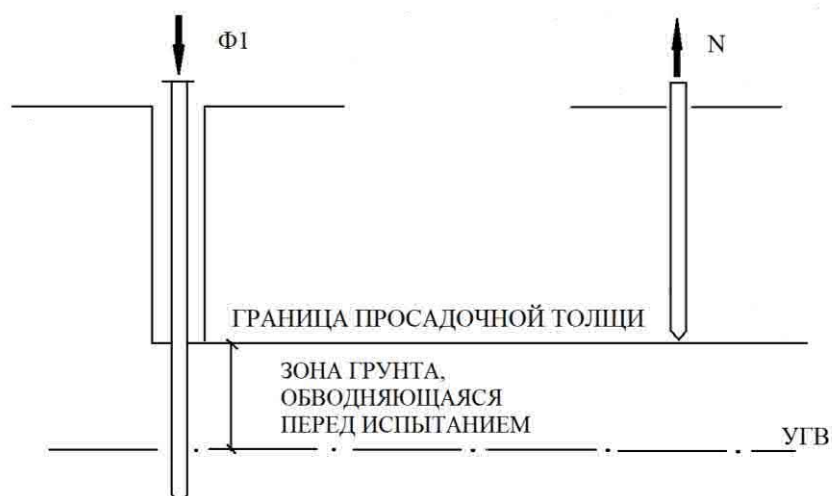 Ф1
N
ГРАНИЦА ПРОСАДОЧНОЙ ТОЛЩИ
ЗОНА ГРУНТА,
ОБВОДНЯЮЩАЯСЯ
ПЕРЕД ИСПЫТАНИЕМ
УГВ